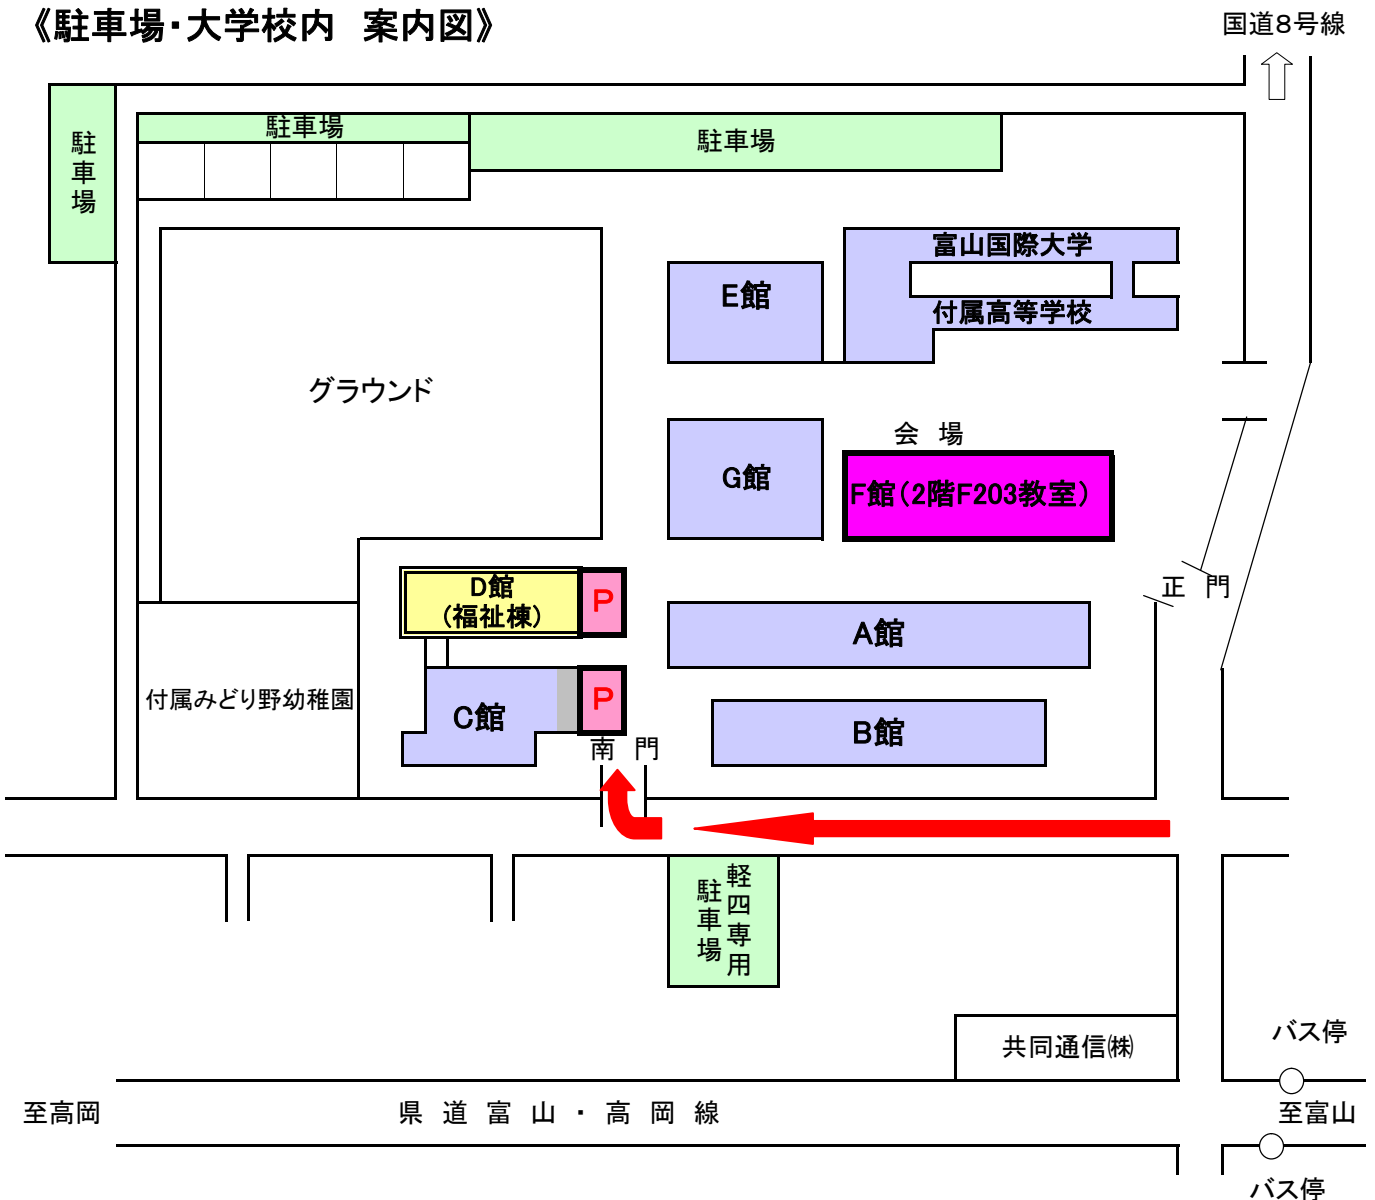 《駐車場・大学校内　案内図》
国道8号線
駐車場
駐車場
駐車場
富山国際大学
付属高等学校
E館
グラウンド
会　場
G館
F館（2階F203教室）
正　門
D館
(福祉棟)
P
A館
付属みどり野幼稚園
C館
P
B館
南　門
軽四専用
駐車場
共同通信㈱
バス停
至高岡
県　道　富　山　・　高　岡　線
至富山
バス停